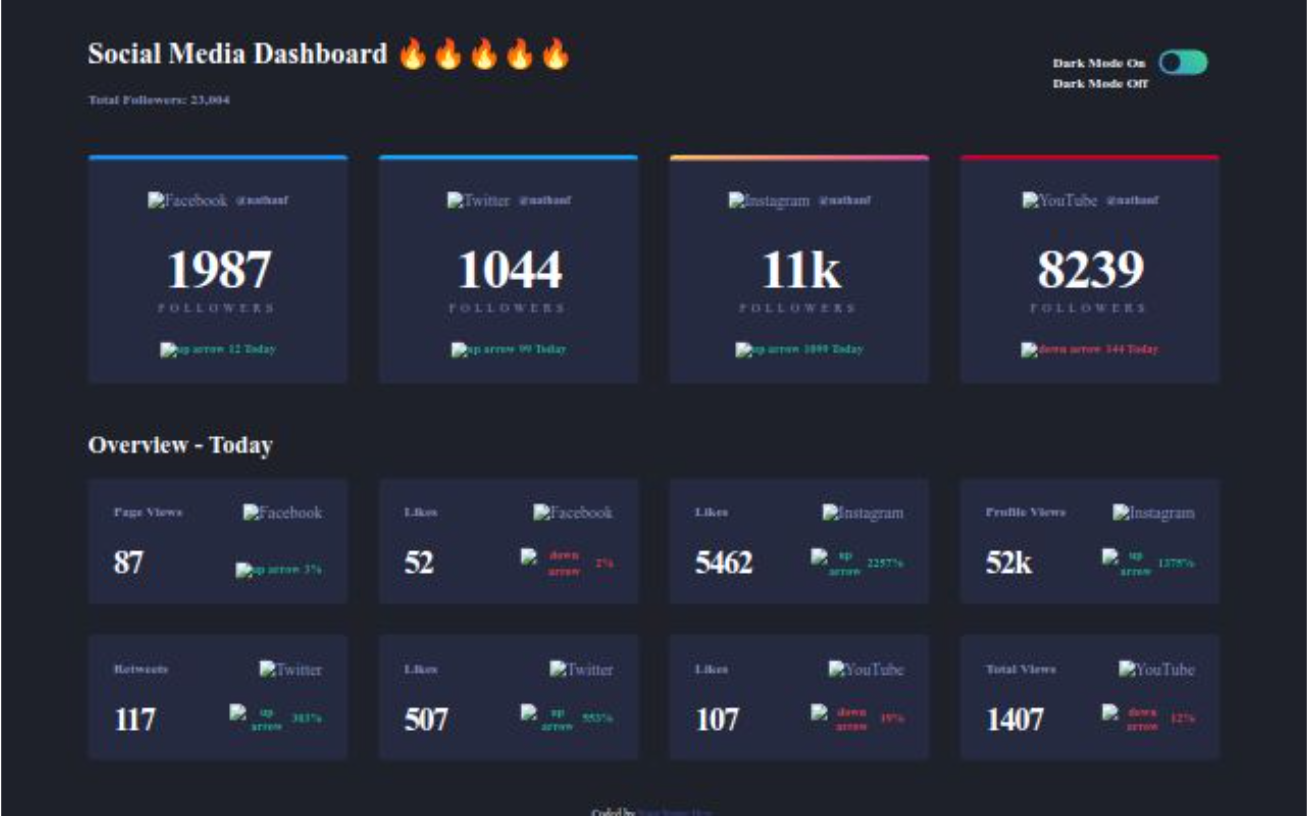 Social Media Dashboard 🔥🔥🔥🔥🔥
Total Followers: 23,004
Dark Mode On
Dark Mode Off
Facebook @nathanf
Twitter @nathanf
Instagram @nathanf
YouTube @nathanf
1987
1044
11k
8239
FOLLOWERS
FOLLOWERS
FOLLOWERS
FOLLOWERS
up arrow 12 Today
up arrow 99 Today
up arrow 1099 Today
down arrow 144 Today
Overview - Today
Page Views
Facebook
87
up arrow 3%
Likes
Facebook
52
down arrow 2%
Likes
Instagram
5462
up arrow 2257%
Profile Views
Instagram
52k
up arrow 1375%
Retweets
Twitter
117
up arrow 303%
Likes
Twitter
507
up arrow 553%
Likes
YouTube
107
down arrow 19%
Total Views
YouTube
1407
down arrow 12%
Coded by